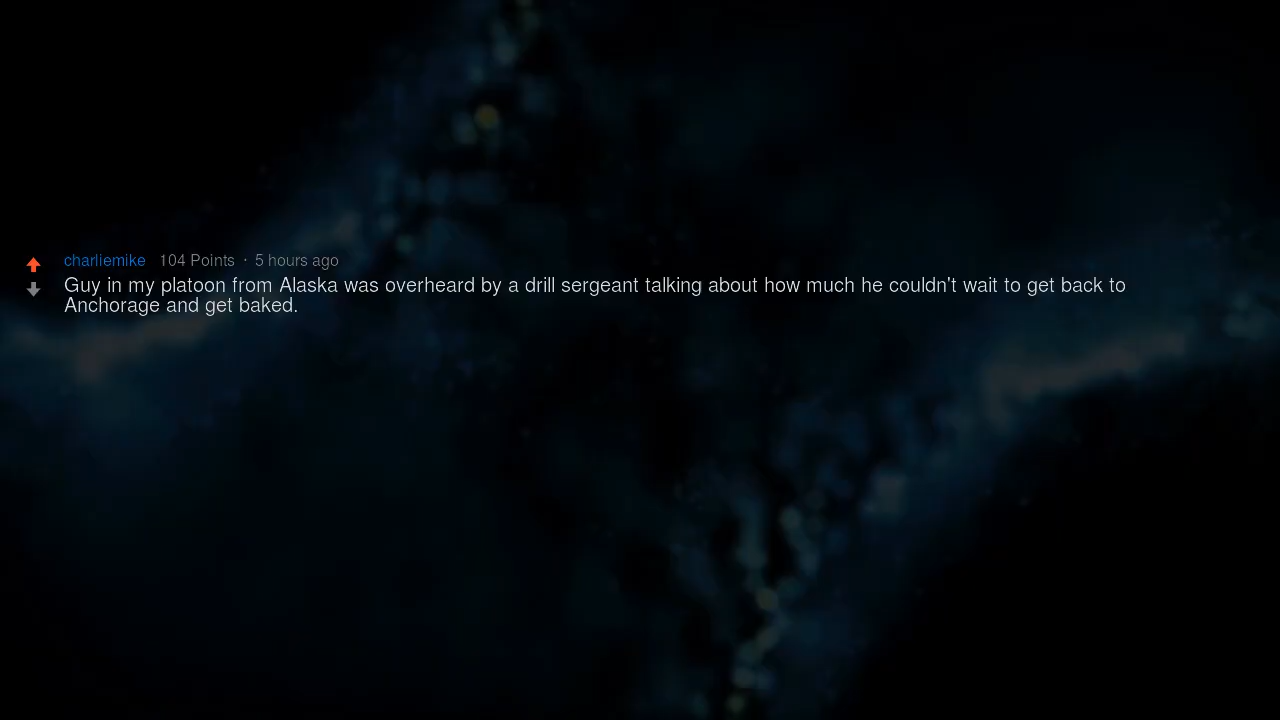 charliemike 104 Points · 5 hours ago
Guy in my platoon from Alaska was overheard by a drill sergeant talking about how much he couldn't wait to get back to
Anchorage and get baked.